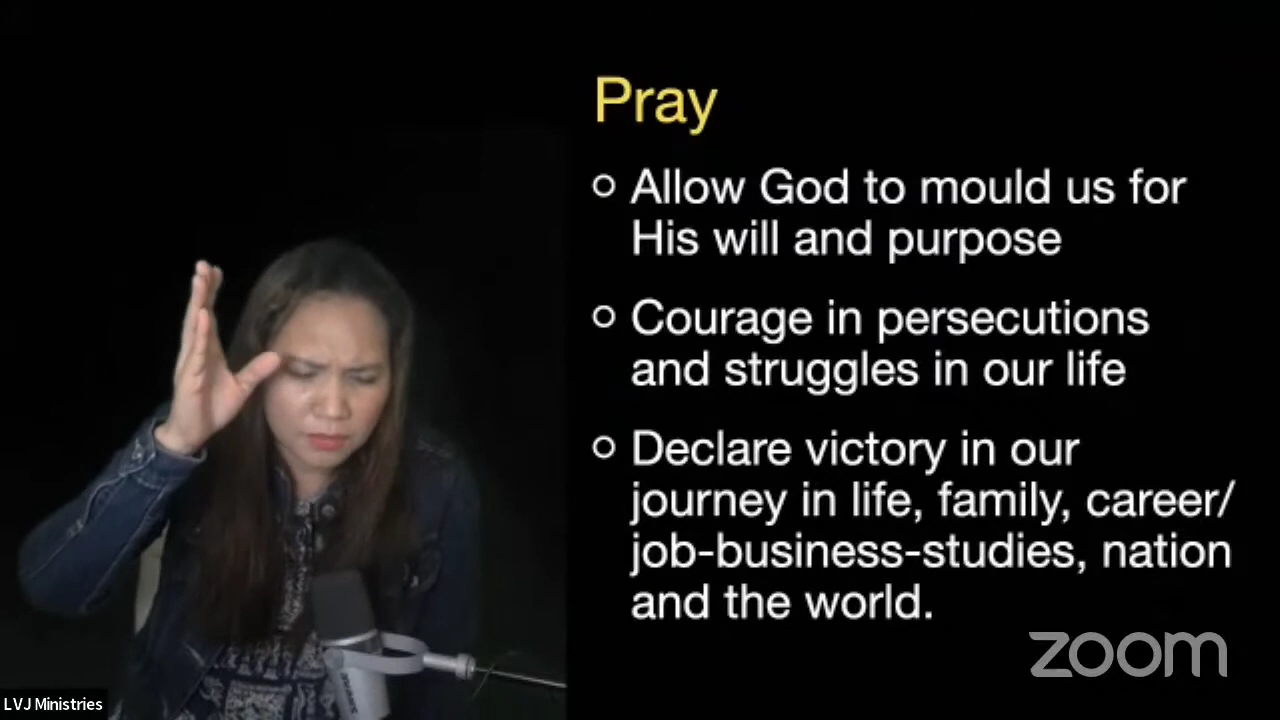 Pray
Allow God to mould us for
His will and purpose
Courage in persecutions
and struggles in our life
Declare victory in our
journey in life, family, career/
job-business-studies, nation
and the world.
zoom
LVJ Ministries